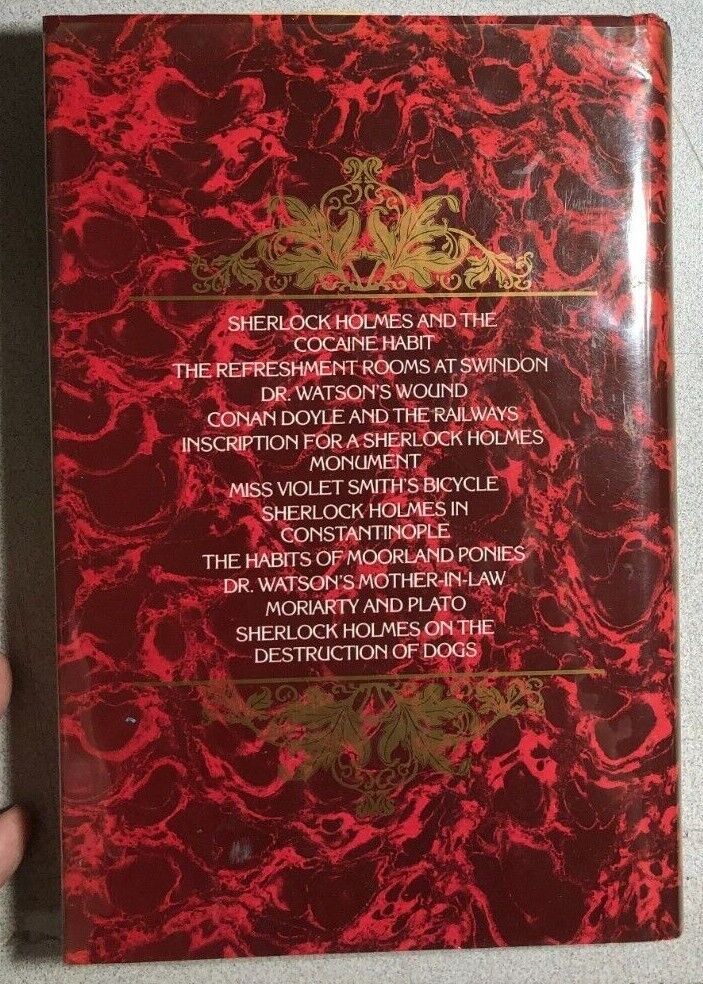 SHERLOCK HOLMES AND THE
COCAINE HABIT
THE REFRESHMENT ROOMS AT SWINDON
DR. WATSON'S WOUND
CONAN DOYLE AND THE RAILWAYS
INSCRIPTION FOR A SHERLOCK HOLMES
MONUMENT
MISS VIOLET SMITH'S BICYCLE
SHERLOCK HOLMES IN
CONSTANTINOPLE
THE HABITS OF MOORLAND PONIES
DR. WATSON'S MOTHER-IN-LAW
MORIARTY AND PLATO
SHERLOCK HOLMES ON THE
DESTRUCTION OF DOGS